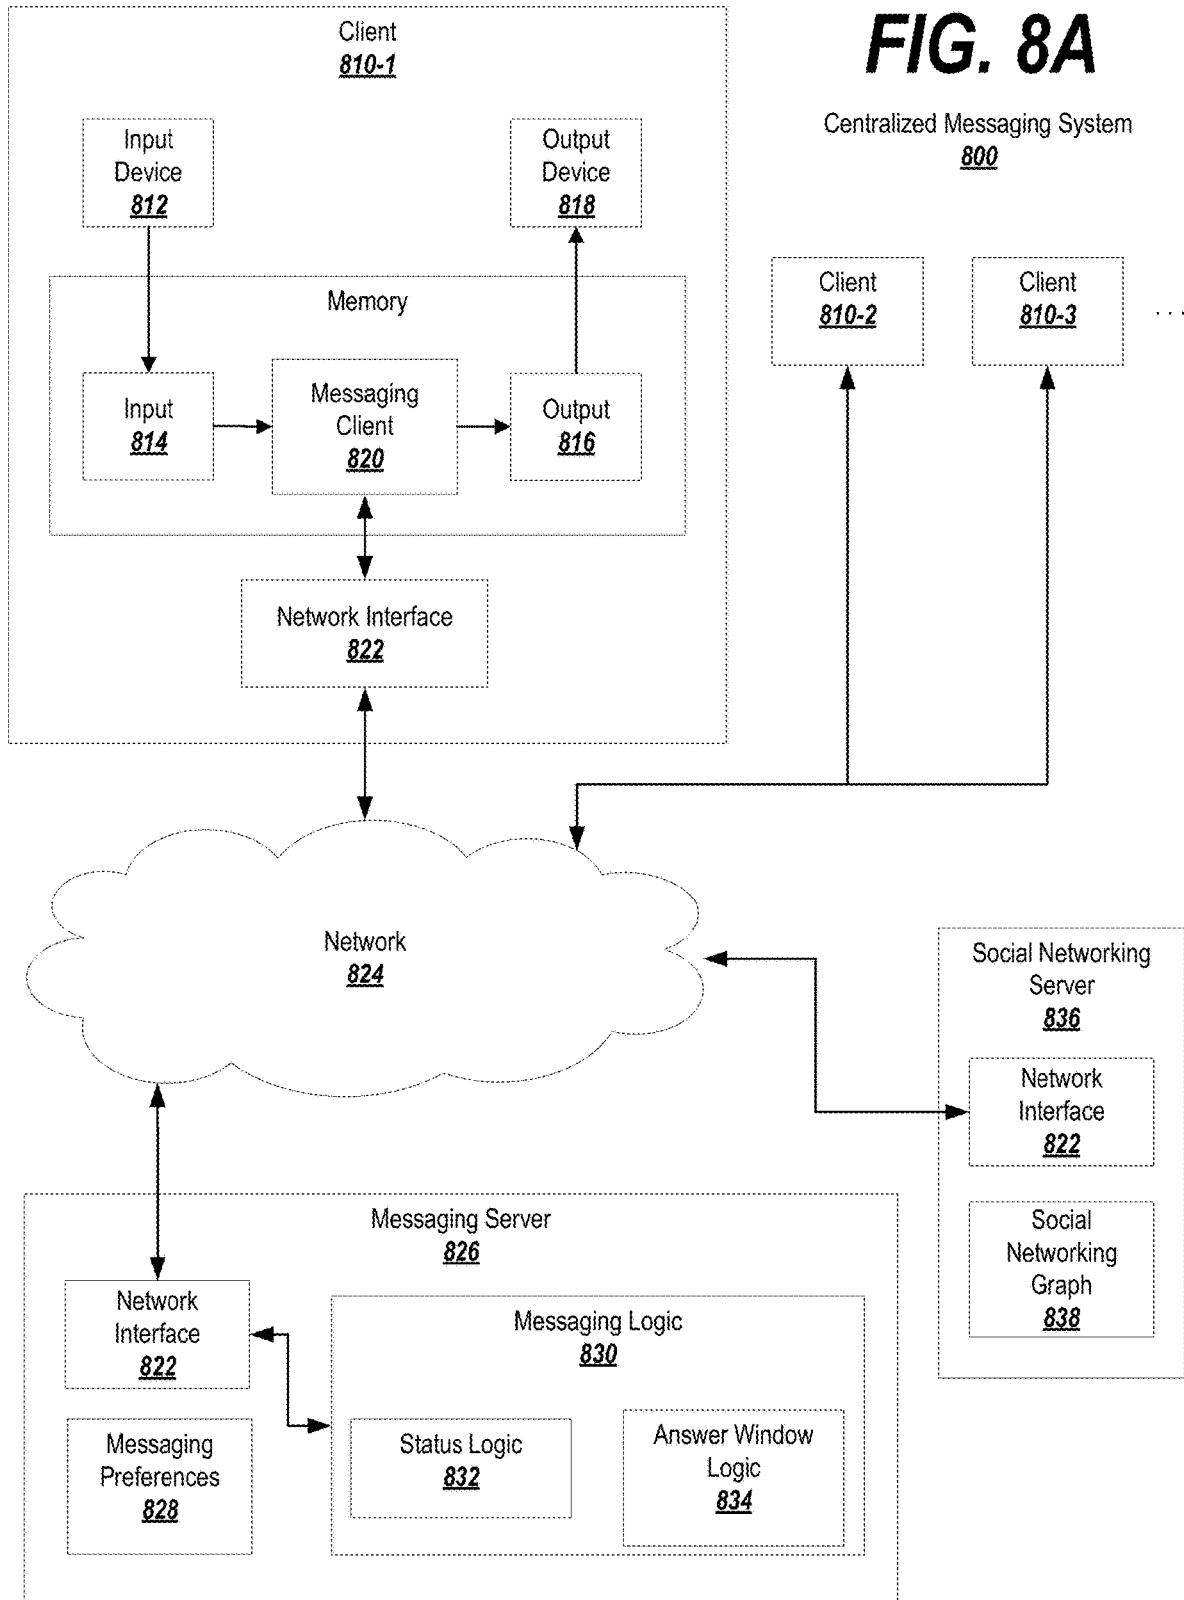 FIG. 8A
Centralized Messaging System
800
Client
810-1
Input
Device
812
Output
Device
818
Memory
Input
814
Messaging
Client
820
Output
816
Network Interface
822
Client
810-2
Client
810-3
. . .
Network
824
Social Networking
Server
836
Network
Interface
822
Social
Networking
Graph
838
Messaging Server
826
Network
Interface
822
Messaging
Preferences
828
Messaging Logic
830
Status Logic
832
Answer Window
Logic
834